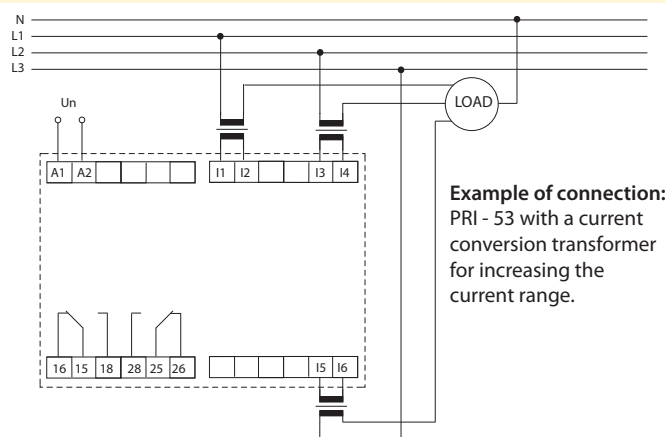 N
L1
L2
L3
Un
LOAD
A1 A2 I1 I2 I3 I4
Example of connection:
PRI - 53 with a current
conversion transformer
for increasing the
current range.
16 15 18 28 25 26 I5 I6